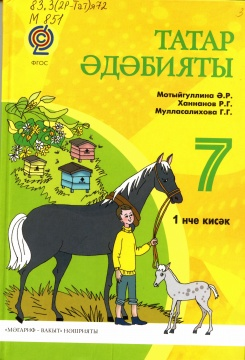 83.3(2Р-Тат)я72
М 851
ФГОС
ТАТАР
ӘДӘБИЯТЫ
Мотыйгуллина Ә.Р.
Ханнанов Р.Г.
Мулласалихова Г.Г.
7
1 нче кисәк
«МӘГАРИФ – ВАКЫТ» НӘШРИЯТЫ